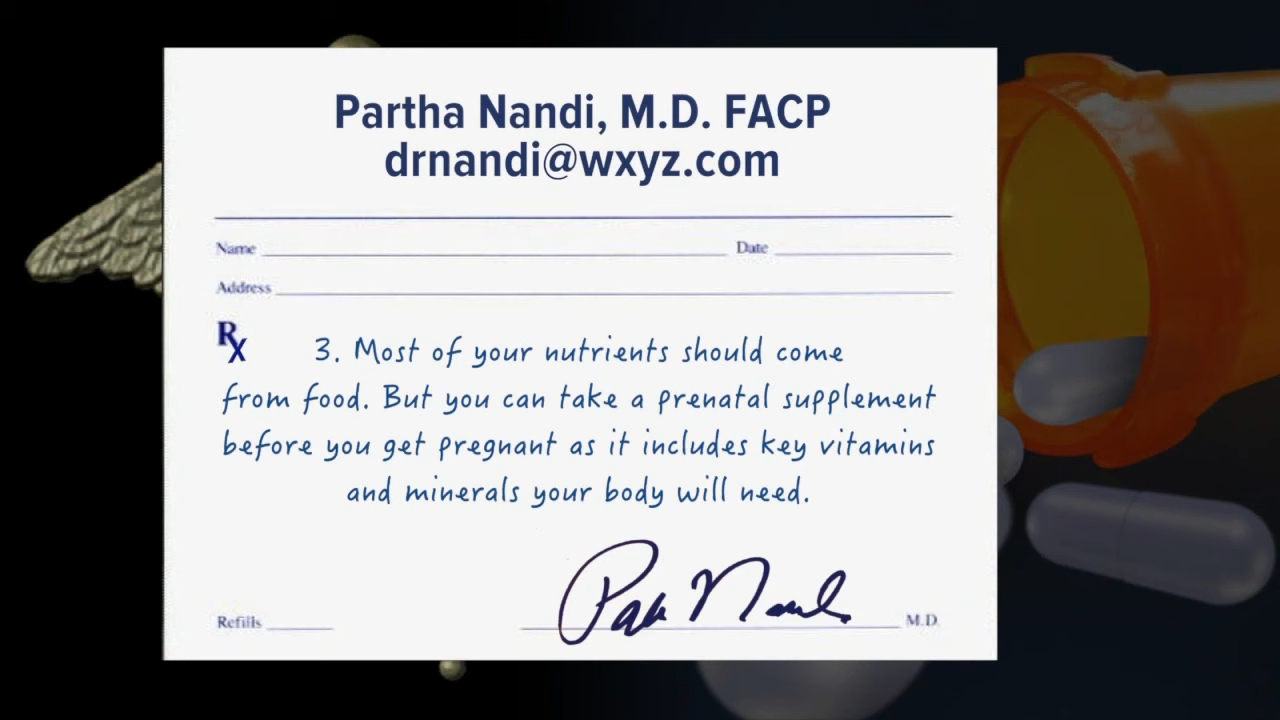 Partha Nandi, M.D. FACP
drnandi@wxyz.com
Name Date
Address
Rx 3. Most of your nutrients should come
from food. But you can take a prenatal supplement
before you get pregnant as it includes key vitamins
and minerals your body will need.
Refills M.D.